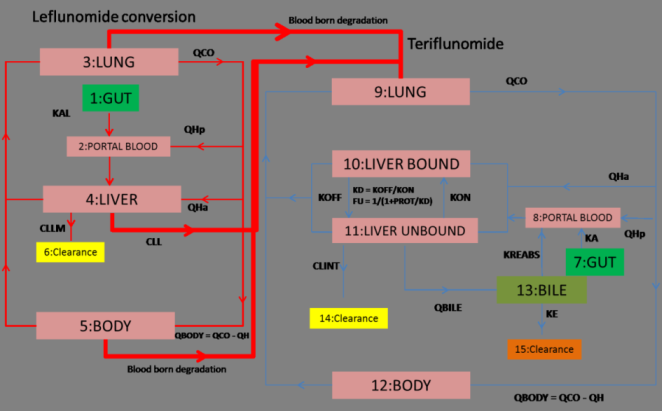 Leflunomide conversion
Blood born degradation
Teriflunomide
3:LUNG
QCO
1:GUT
KAL
QHp
2:PORTAL BLOOD
4:LIVER
QHa
CLLM
CLL
6:Clearance
5:BODY
QBODY = QCO - QH
Blood born degradation
9:LUNG
QCO
10:LIVER BOUND
QHa
KOFF
KD = KOFF/KON
FU = 1/(1+PROT/KD)
KON
8:PORTAL BLOOD
11:LIVER UNBOUND
KA
QHp
KREABS
7:GUT
CLINT
13:BILE
QBILE
KE
14:Clearance
15:Clearance
12:BODY
QBODY = QCO - QH